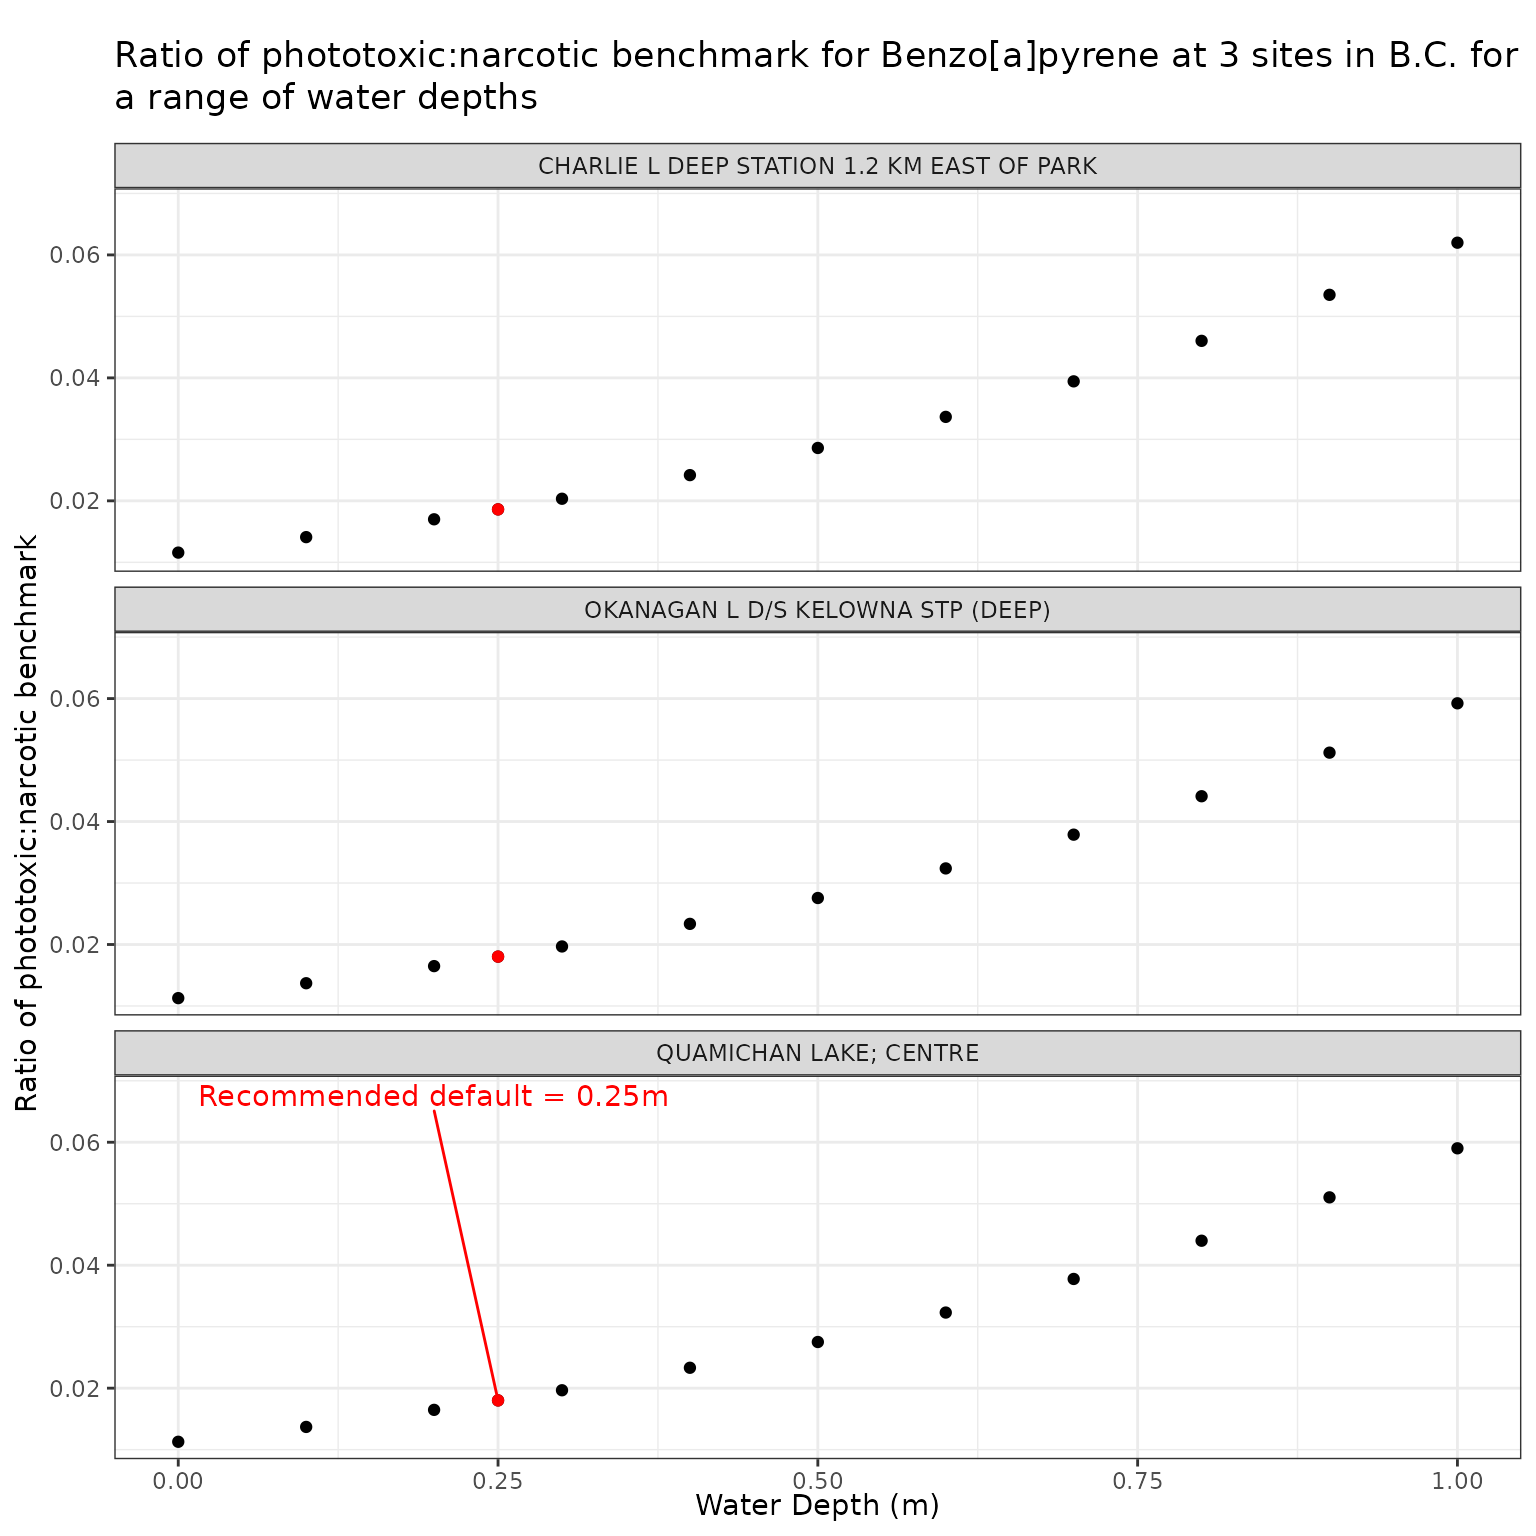 Ratio of phototoxic:narcotic benchmark for Benzo[a]pyrene at 3 sites in B.C. for
a range of water depths
CHARLIE L DEEP STATION 1.2 KM EAST OF PARK
0.06
0.04
0.02
OKANAGAN L D/S KELOWNA STP (DEEP)
0.06
0.04
0.02
Ratio of phototoxic:narcotic benchmark
QUAMICHAN LAKE; CENTRE
Recommended default = 0.25m
0.06
0.04
0.02
0.00 0.25 0.50 0.75 1.00
Water Depth (m)